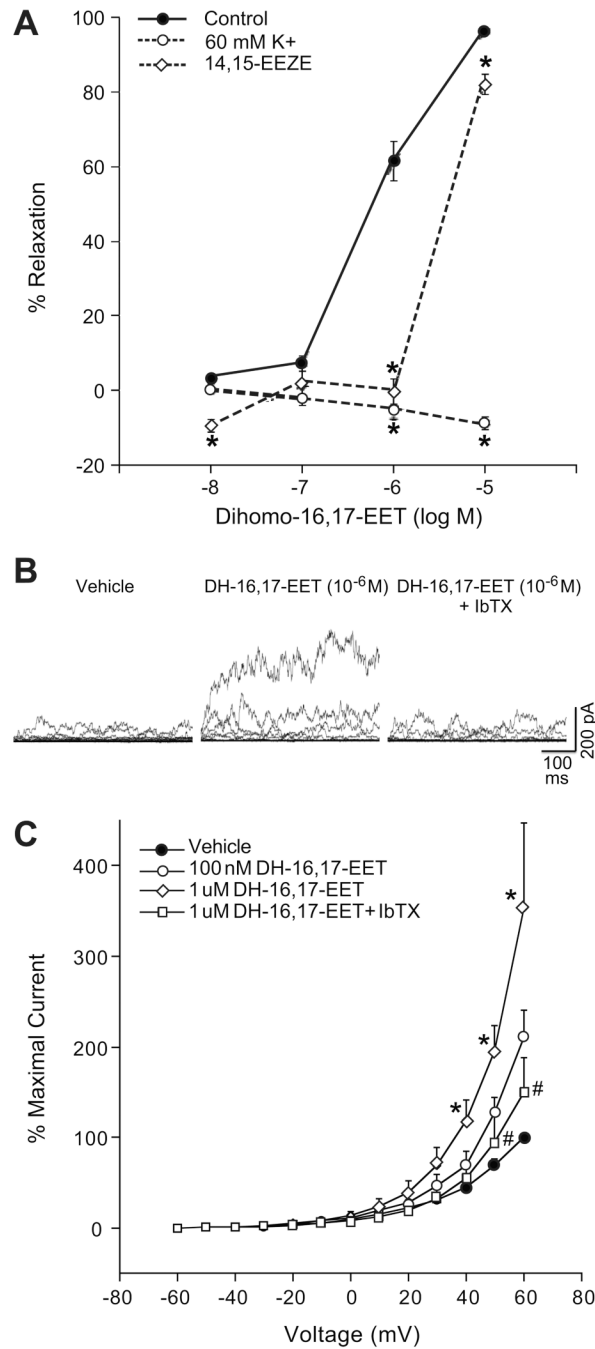 A
Control
60 mM K+
14,15-EEZE
100
80
60
40
20
0
-20
% Relaxation
*
*
*
*
*
-8
-7
-6
-5
Dihomo-16,17-EET (log M)
B
Vehicle
DH-16,17-EET (10-6M)
DH-16,17-EET (10-6M)
+ IbTX
200 pA
100
ms
C
Vehicle
100 nM DH-16,17-EET
1 uM DH-16,17-EET
1 uM DH-16,17-EET+IbTX
400
300
200
100
0
% Maximal Current
*
*
*
#
#
-80
-60
-40
-20
0
20
40
60
80
Voltage (mV)